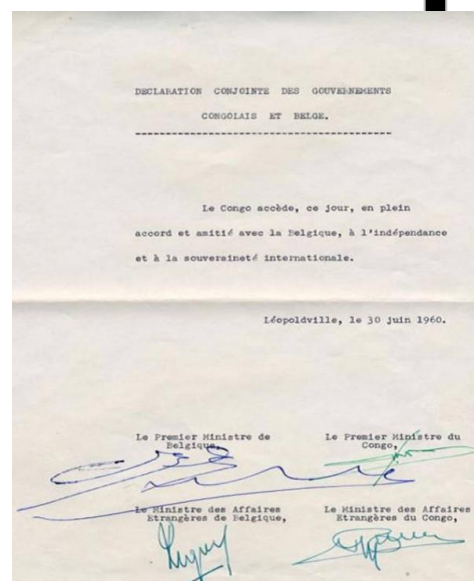 DECLARATION CONJOINTE DES GOUVERNEMENTS
CONGOLAIS ET BELGE.
Le Congo accède, ce jour, en plein
accord et amitié avec la Belgique, à l'indépendance
et à la souveraineté internationale.
Léopoldville, le 30 juin 1960.
Le Premier Ministre de
Belgique,
Le Premier Ministre du
Congo,
Le Ministre des Affaires
Etrangères de Belgique,
Le Ministre des Affaires
Etrangères du Congo,